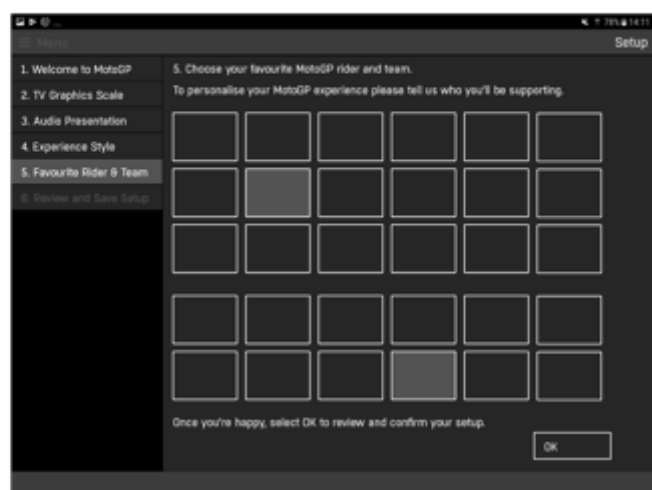 78% 14:11
Menu
Setup
1. Welcome to MotoGP
2. TV Graphics Scale
3. Audio Presentation
4. Experience Style
5. Favourite Rider & Team
6. Review and Save Setup
5. Choose your favourite MotoGP rider and team.
To personalise your MotoGP experience please tell us who you'll be supporting.
Once you're happy, select OK to review and confirm your setup.
OK